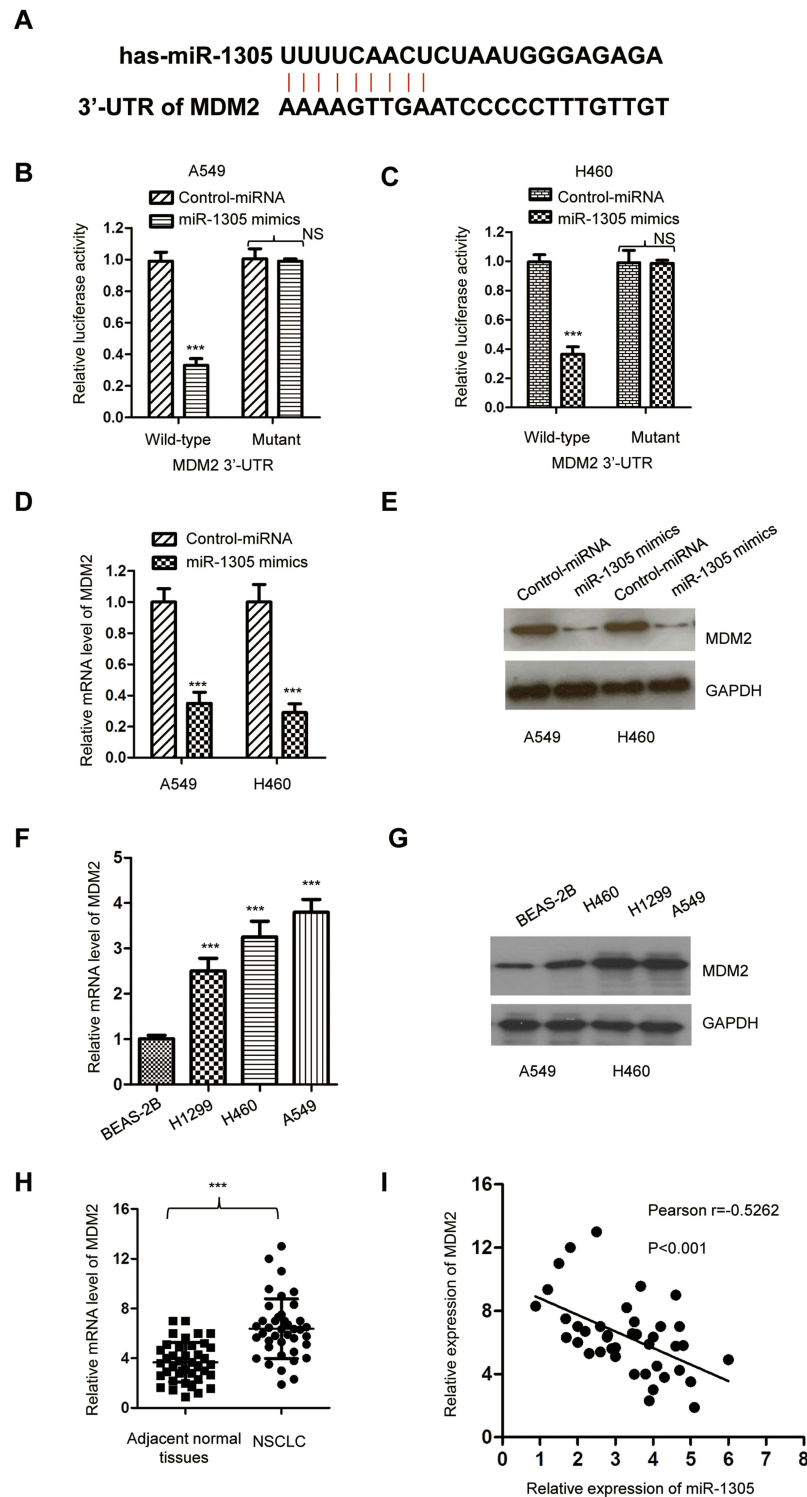 A
has-miR-1305 UUUUCAACUCUAAUGGGAGAGA
3'-UTR of MDM2 AAAAGTTGAATCCCCCTTTGTTGT
B
A549
Control-miRNA
miR-1305 mimics
Relative luciferase activity
1.2
1.0
0.8
0.6
0.4
0.2
0.0
***
NS
Wild-type Mutant
MDM2 3'-UTR
C
H460
Control-miRNA
miR-1305 mimics
Relative luciferase activity
1.2
1.0
0.8
0.6
0.4
0.2
0.0
***
NS
Wild-type Mutant
MDM2 3'-UTR
D
Control-miRNA
miR-1305 mimics
Relative mRNA level of MDM2
1.2
1.0
0.8
0.6
0.4
0.2
0.0
***
***
A549 H460
E
Control-miRNA miR-1305 mimics Control-miRNA miR-1305 mimics
MDM2
GAPDH
A549 H460
F
Relative mRNA level of MDM2
5
4
3
2
1
0
***
***
***
BEAS-2B H1299 H460 A549
G
BEAS-2B H460 H1299 A549
MDM2
GAPDH
A549 H460
H
***
Relative mRNA level of MDM2
16
12
8
4
0
Adjacent normal
tissues
NSCLC
I
Relative expression of MDM2
16
12
8
4
0
Pearson r=-0.5262
P<0.001
0 1 2 3 4 5 6 7 8
Relative expression of miR-1305